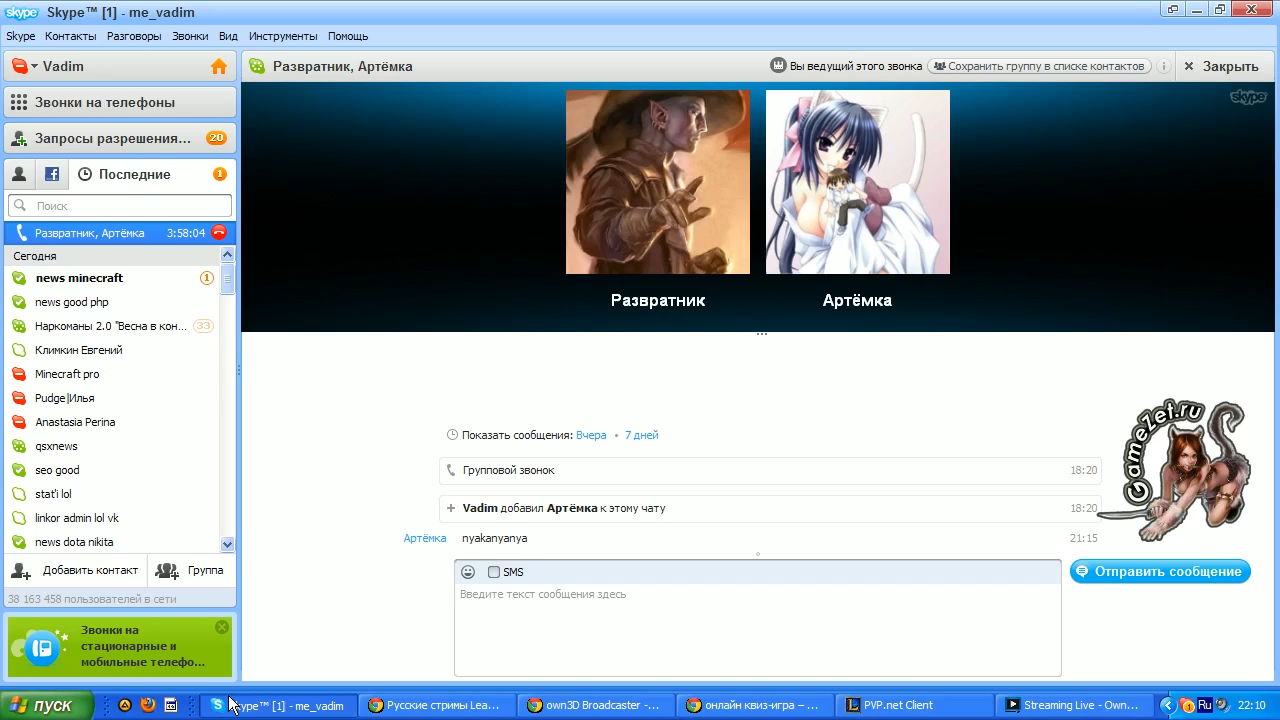 skype Skype™ [1] - me_vadim
Skype Контакты Разговоры Звонки Вид Инструменты Помощь
Vadim
Развратник, Артёмка
Вы ведущий этого звонка
Сохранить группу в списке контактов
Закрыть
Звонки на телефоны
skype
Запросы разрешения... 20
Последние 1
Поиск
Развратник, Артёмка 3:58:04
Сегодня
news minecraft 1
news good php
Наркоманы 2.0 "Весна в кон... 33
Климкин Евгений
Minecraft pro
Pudge|Илья
Anastasia Perina
qsxnews
seo good
stat'i lol
linkor admin lol vk
news dota nikita
Добавить контакт Группа
38 163 458 пользователей в сети
Звонки на
стационарные и
мобильные телефо...
Развратник Артёмка
Показать сообщения: Вчера • 7 дней
Групповой звонок 18:20
Vadim добавил Артёмка к этому чату 18:20
Артёмка nyakanyanya 21:15
GameZet.ru
SMS
Отправить сообщение
Введите текст сообщения здесь
пуск
kype™ [1] - me_vadim
Русские стримы Lea...
own3D Broadcaster -...
онлайн квиз-игра – ...
PVP.net Client
Streaming Live - Own...
Ru
22:10